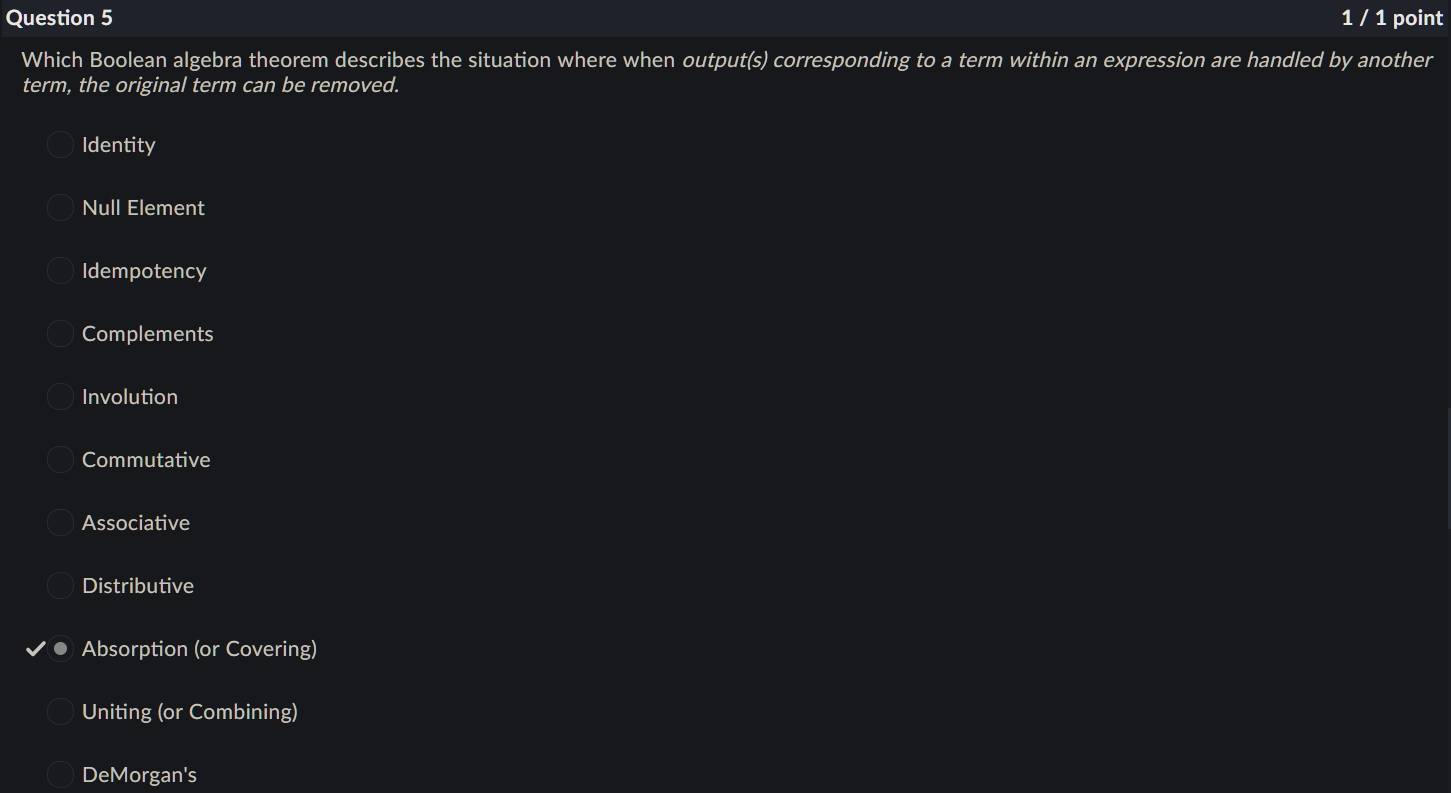 Question 5
1 / 1 point
Which Boolean algebra theorem describes the situation where when output(s) corresponding to a term within an expression are handled by another
term, the original term can be removed.
Identity
Null Element
Idempotency
Complements
Involution
Commutative
Associative
Distributive
Absorption (or Covering)
Uniting (or Combining)
DeMorgan's